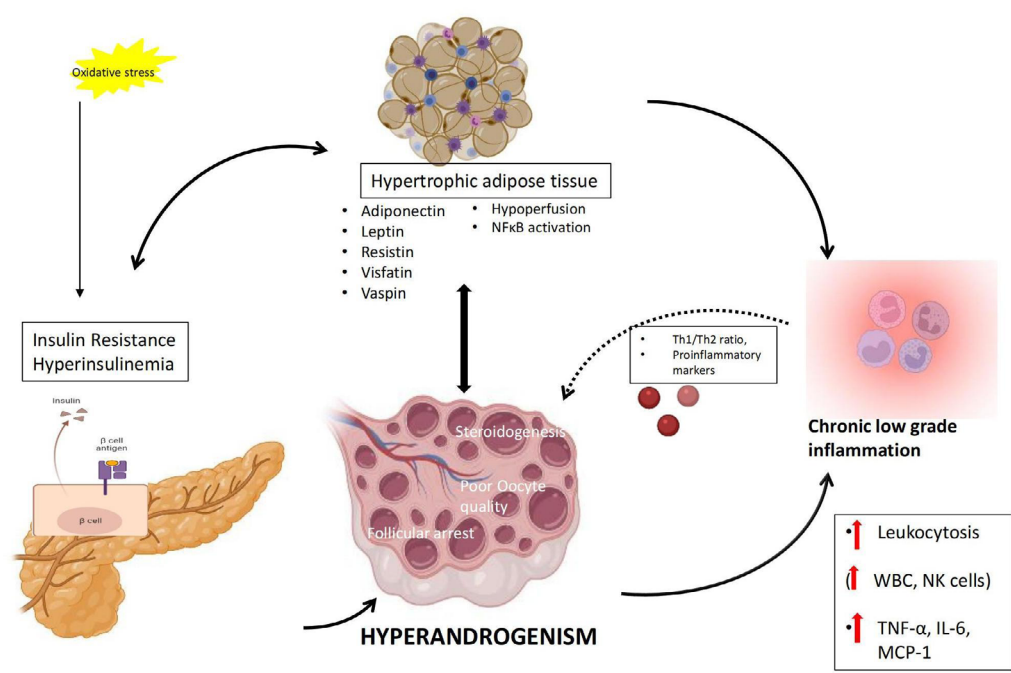 Oxidative stress
Hypertrophic adipose tissue
• Adiponectin
• Leptin
• Resistin
• Visfatin
• Vaspin
• Hypoperfusion
• NFκB activation
Insulin Resistance
Hyperinsulinemia
insulin
β cell
antigen
β cell
• Th1/Th2 ratio,
• Proinflammatory
markers
Steroidogenesis
Poor Oocyte
quality
Follicular arrest
HYPERANDROGENISM
Chronic low grade
inflammation
• Leukocytosis
( WBC, NK cells)
• TNF-α, IL-6,
MCP-1